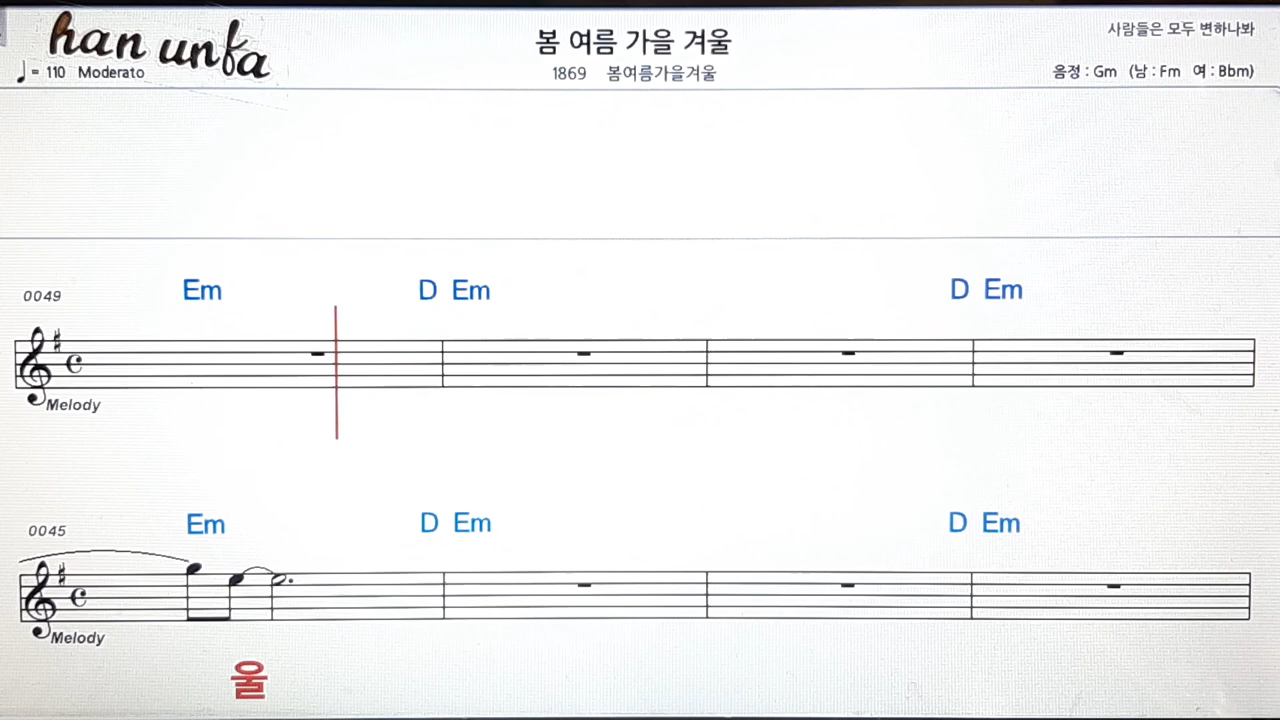 han unfa
봄 여름 가을 겨울
사람들은 모두 변하나봐
♩= 110 Moderato
1869 봄여름가을겨울
음정 : Gm (남 : Fm 여 : Bbm)
0049 Em D Em D Em
Melody
0045 Em D Em D Em
Melody
울